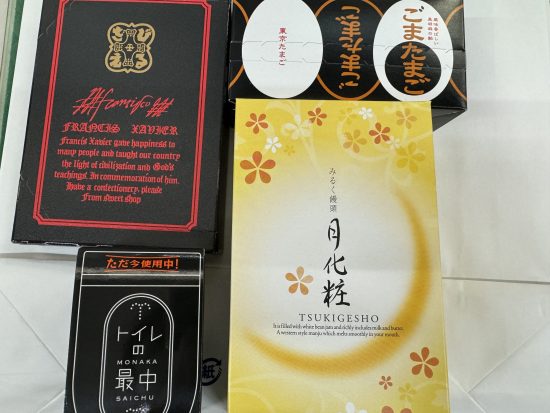 Francisco
FRANCIS XAVIER
Francis Xavier gave happiness to
many people and taught our country
the light of civilization and God's
teachings. In commemoration of him.
Have a confectionery, please
From Sweet shop
東京たまご
ごまたまご
ごまたまご
みるく饅頭
月化粧
TSUKIGESHO
It is filled with white bean jam and richly includes milk and butter.
A western style manju which melts smoothly in your mouth.
ただ今使用中!
トイレ
の
MONAKA
最中
SAICHU
紙